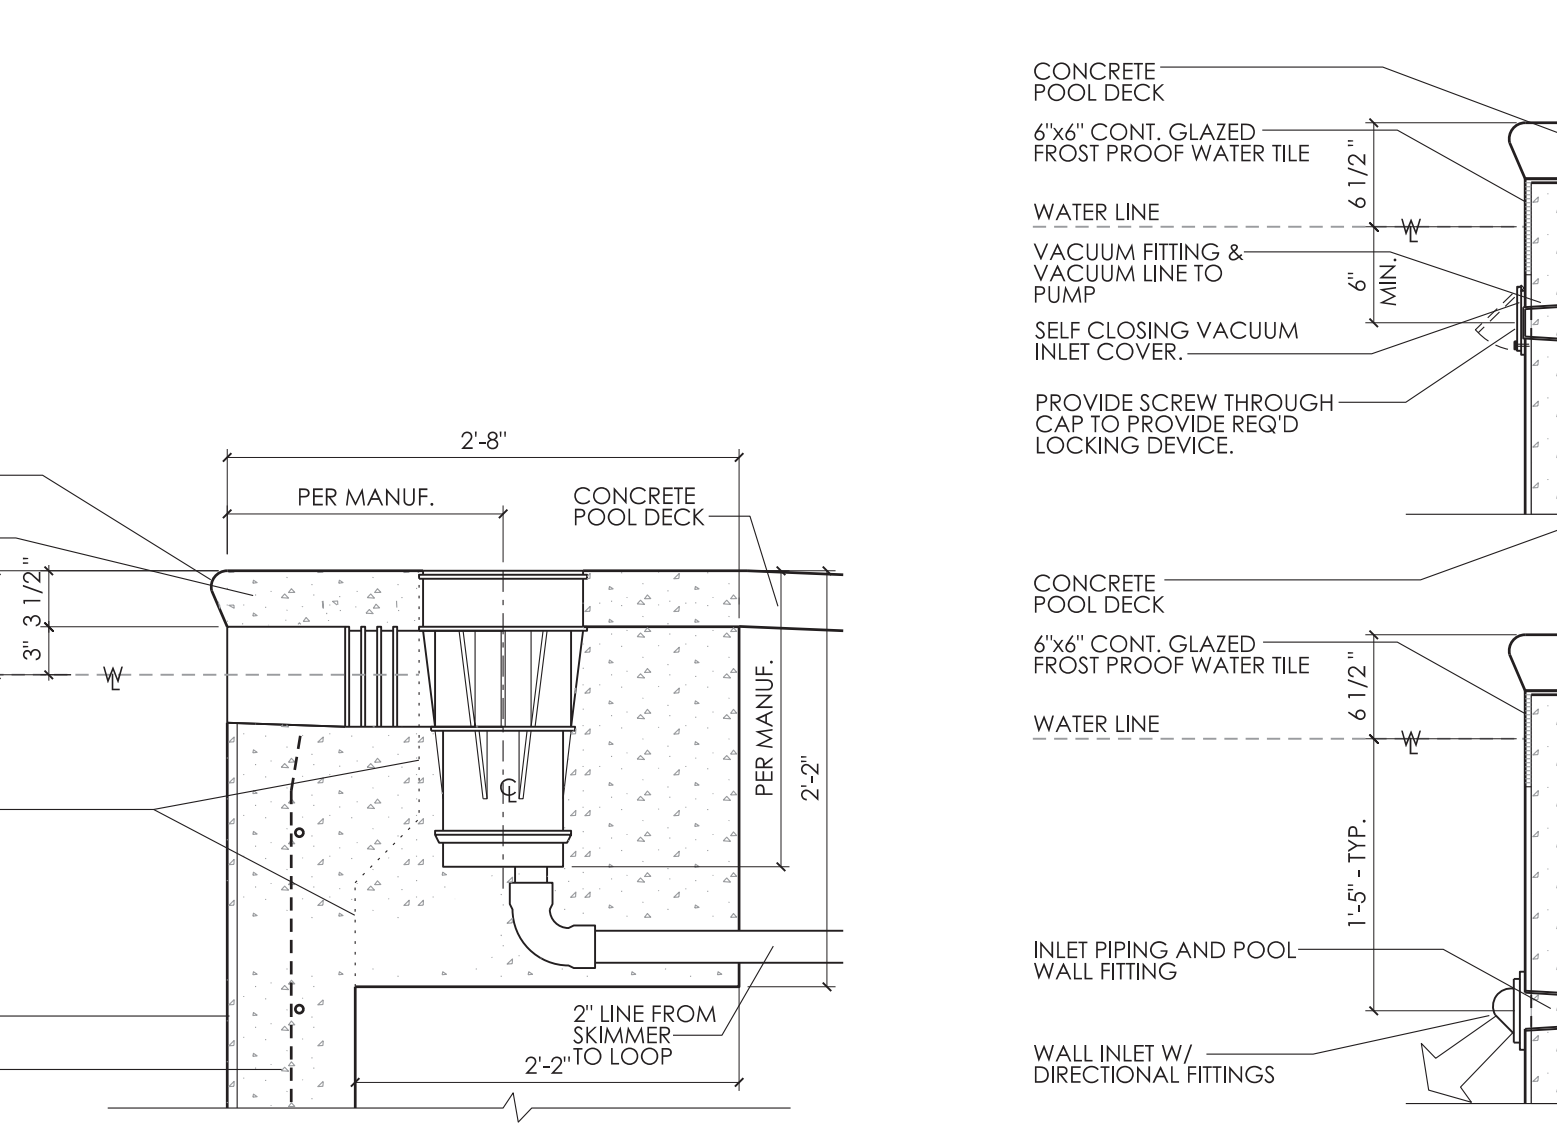 2'-8"
PER MANUF.
CONCRETE
POOL DECK
3 1/2"
3"
WL
CL
PER MANUF.
2'-2"
2" LINE FROM
SKIMMER
TO LOOP
2'-2"
CONCRETE
POOL DECK
6"x6" CONT. GLAZED
FROST PROOF WATER TILE
6 1/2"
WATER LINE
WL
VACUUM FITTING &
VACUUM LINE TO
PUMP
6"
MIN.
SELF CLOSING VACUUM
INLET COVER.
PROVIDE SCREW THROUGH
CAP TO PROVIDE REQ'D
LOCKING DEVICE.
CONCRETE
POOL DECK
6"x6" CONT. GLAZED
FROST PROOF WATER TILE
6 1/2"
WATER LINE
WL
1'-5" - TYP.
INLET PIPING AND POOL
WALL FITTING
WALL INLET W/
DIRECTIONAL FITTINGS